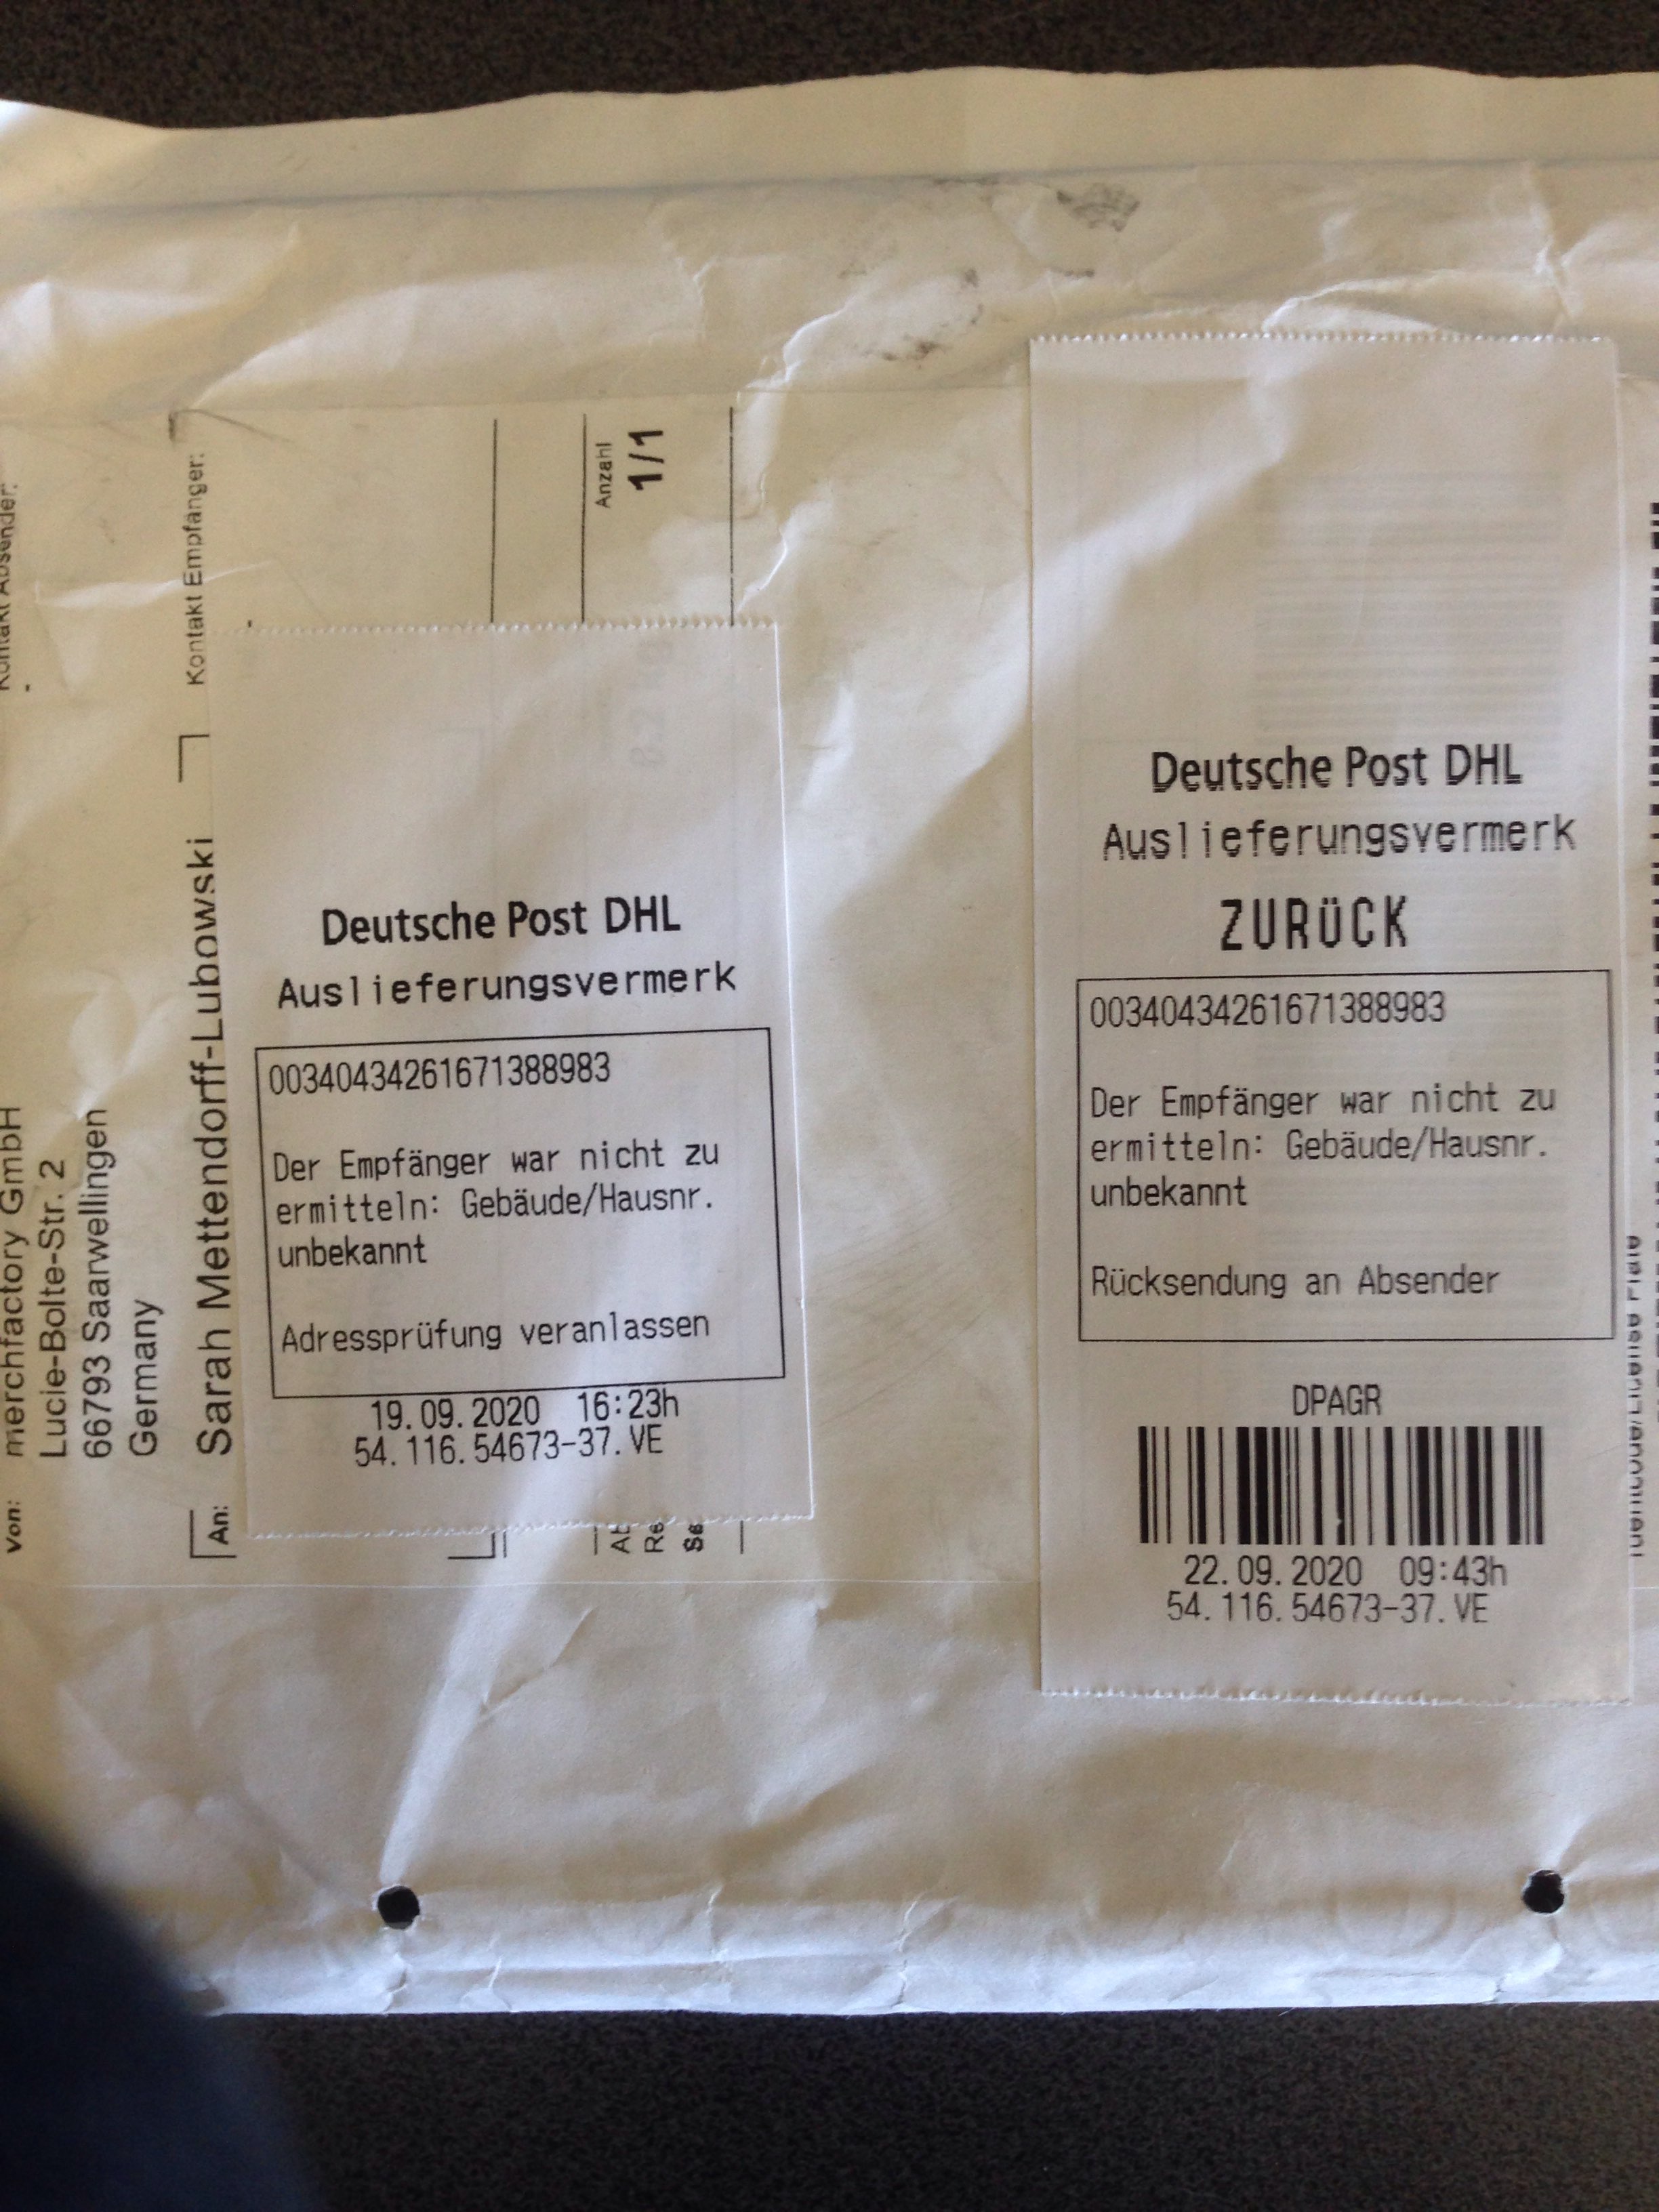 Kontakt Absender:
von:
merchfactory GmbH
Lucie-Bolte-Str. 2
66793 Saarwellingen
Germany
Kontakt Empfänger:
An:
Sarah Mettendorff-Lubowski
Anzahl
1/1
Deutsche Post DHL
Auslieferungsvermerk
00340434261671388983
Der Empfänger war nicht zu
ermitteln: Gebäude/Hausnr.
unbekannt
Adressprüfung veranlassen
19.09.2020 16:23h
54.116.54673-37.VE
Deutsche Post DHL
Auslieferungsvermerk
ZURÜCK
00340434261671388983
Der Empfänger war nicht zu
ermitteln: Gebäude/Hausnr.
unbekannt
Rücksendung an Absender
DPAGR
22.09.2020 09:43h
54.116.54673-37.VE